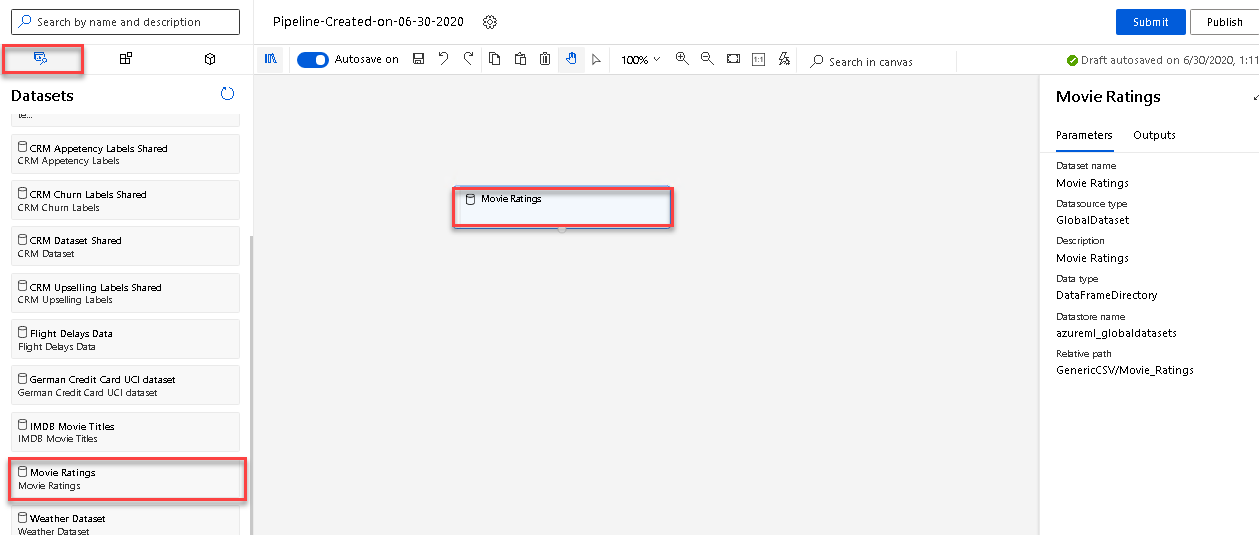 Search by name and description
Pipeline-Created-on-06-30-2020
Submit
Publish
Autosave on
100%
1:1
Search in canvas
Draft autosaved on 6/30/2020, 1:11
Datasets
CRM Appetency Labels Shared
CRM Appetency Labels
CRM Churn Labels Shared
CRM Churn Labels
CRM Dataset Shared
CRM Dataset
CRM Upselling Labels Shared
CRM Upselling Labels
Flight Delays Data
Flight Delays Data
German Credit Card UCI dataset
German Credit Card UCI dataset
IMDB Movie Titles
IMDB Movie Titles
Movie Ratings
Movie Ratings
Weather Dataset
Weather Dataset
Movie Ratings
Movie Ratings
Parameters
Outputs
Dataset name
Movie Ratings
Datasource type
GlobalDataset
Description
Movie Ratings
Data type
DataFrameDirectory
Datastore name
azureml_globaldatasets
Relative path
GenericCSV/Movie_Ratings